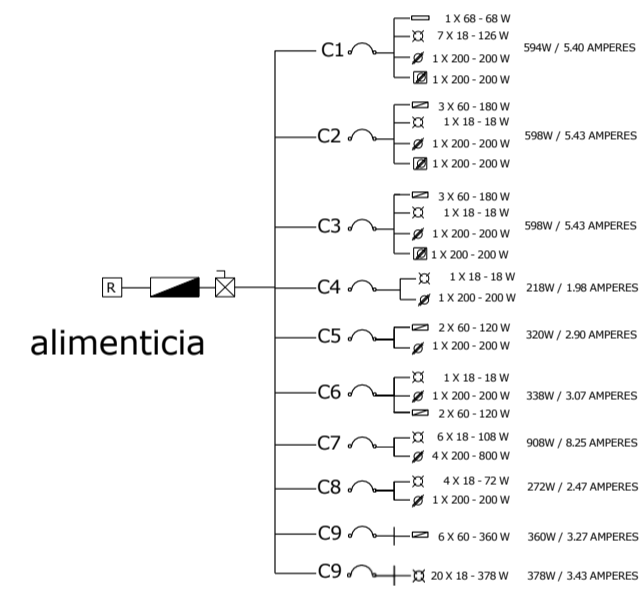 1 X 68 - 68 W
7 X 18 - 126 W
C1
594W / 5.40 AMPERES
1 X 200 - 200 W
1 X 200 - 200 W
3 X 60 - 180 W
1 X 18 - 18 W
C2
598W / 5.43 AMPERES
1 X 200 - 200 W
1 X 200 - 200 W
3 X 60 - 180 W
1 X 18 - 18 W
C3
598W / 5.43 AMPERES
1 X 200 - 200 W
1 X 200 - 200 W
1 X 18 - 18 W
R
C4
218W / 1.98 AMPERES
1 X 200 - 200 W
alimenticia
2 X 60 - 120 W
C5
320W / 2.90 AMPERES
1 X 200 - 200 W
1 X 18 - 18 W
C6
1 X 200 - 200 W
338W / 3.07 AMPERES
2 X 60 - 120 W
6 X 18 - 108 W
C7
908W / 8.25 AMPERES
4 X 200 - 800 W
4 X 18 - 72 W
C8
272W / 2.47 AMPERES
1 X 200 - 200 W
C9
6 X 60 - 360 W
360W / 3.27 AMPERES
C9
20 X 18 - 378 W
378W / 3.43 AMPERES